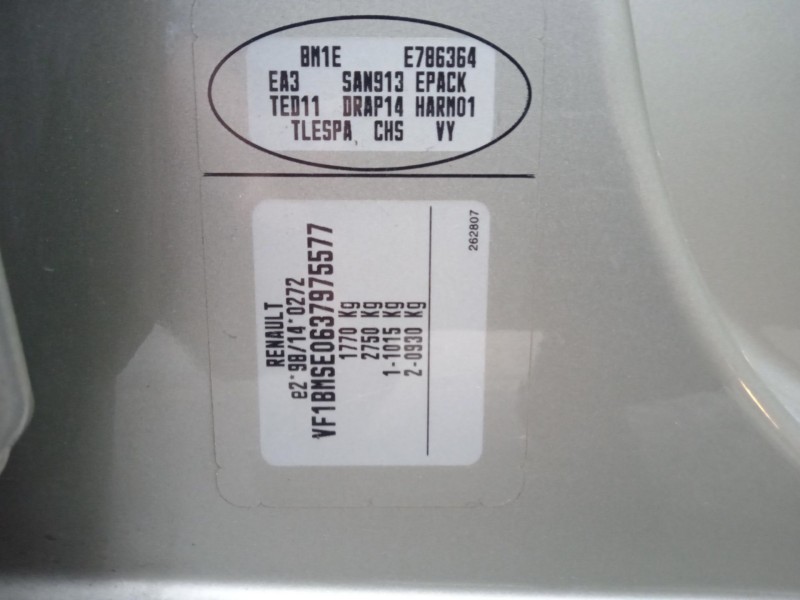 BM1E E786364
EA3 SAN913 EPACK
TED11 DRAP14 HARM01
TLESPA CHS VY
RENAULT
e2*98/14*0272
VF1BMSE0637975577
1770 Kg
2750 Kg
1-1015 Kg
2-0930 Kg
262807